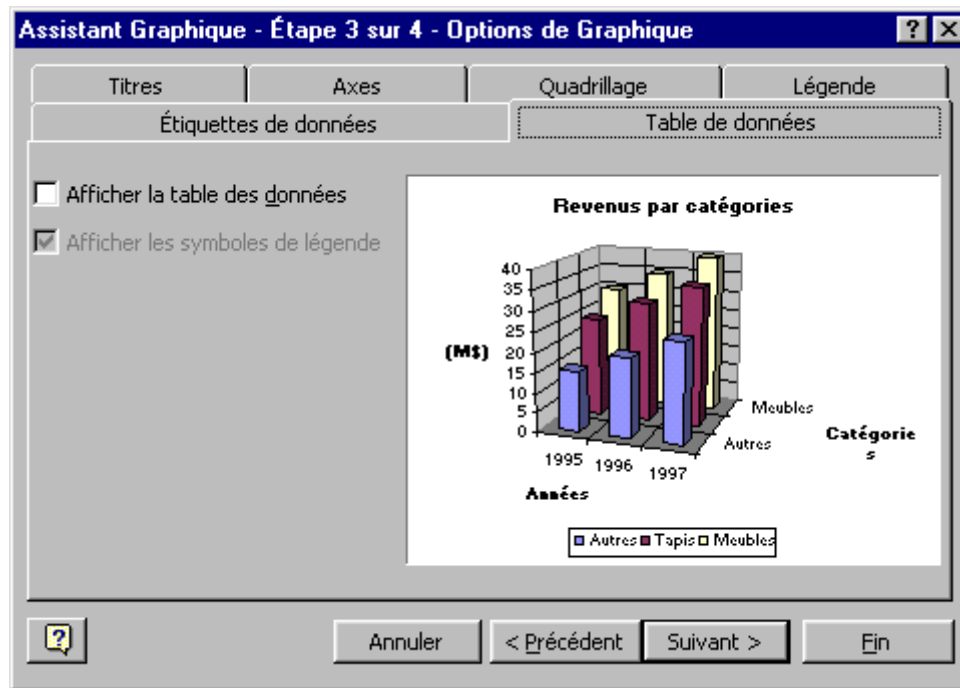 Assistant Graphique - Étape 3 sur 4 - Options de Graphique
Titres Axes Quadrillage Légende
Étiquettes de données Table de données
Afficher la table des données
Afficher les symboles de légende
Revenus par catégories
40
35
30
25
20
15
10
5
0
(M$)
1995 1996 1997
Années
Meubles
Autres
Catégorie
s
Autres Tapis Meubles
? Annuler < Précédent Suivant > Fin